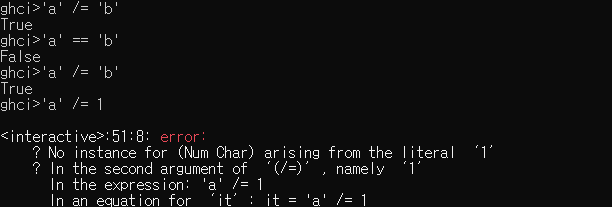 ghci>'a' /= 'b'
True
ghci>'a' == 'b'
False
ghci>'a' /= 'b'
True
ghci>'a' /= 1
<interactive>:51:8: error:
? No instance for (Num Char) arising from the literal ‘1’
? In the second argument of ‘(/=)’, namely ‘1’
In the expression: 'a' /= 1
In an equation for ‘it’: it = 'a' /= 1